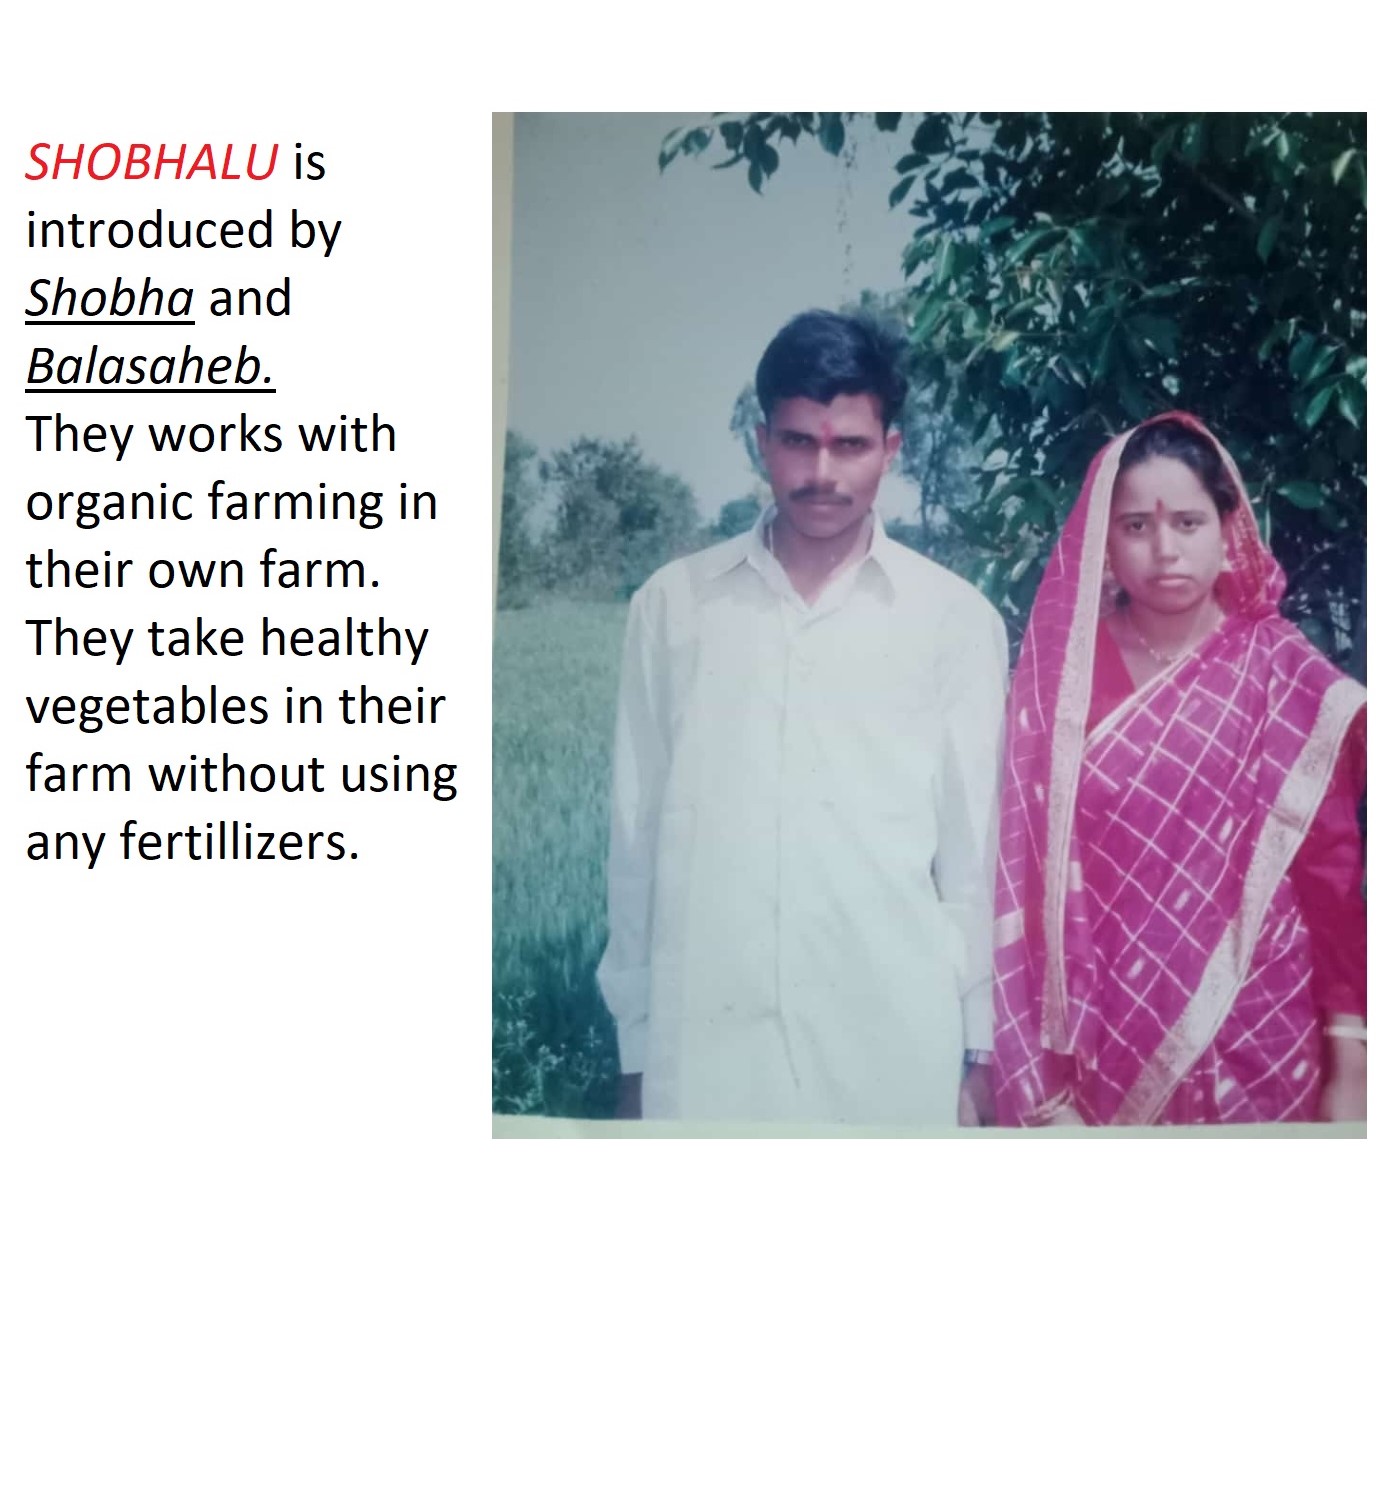 SHOBHALU is
introduced by
Shobha and
Balasaheb.
They works with
organic farming in
their own farm.
They take healthy
vegetables in their
farm without using
any fertillizers.